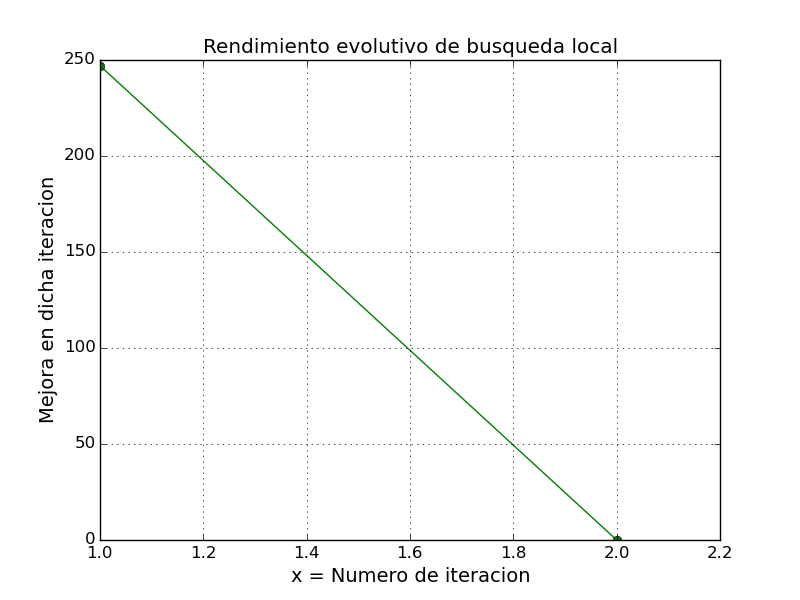 Rendimiento evolutivo de busqueda local
250
200
150
100
50
0
Mejora en dicha iteracion
1.0 1.2 1.4 1.6 1.8 2.0 2.2
x = Numero de iteracion